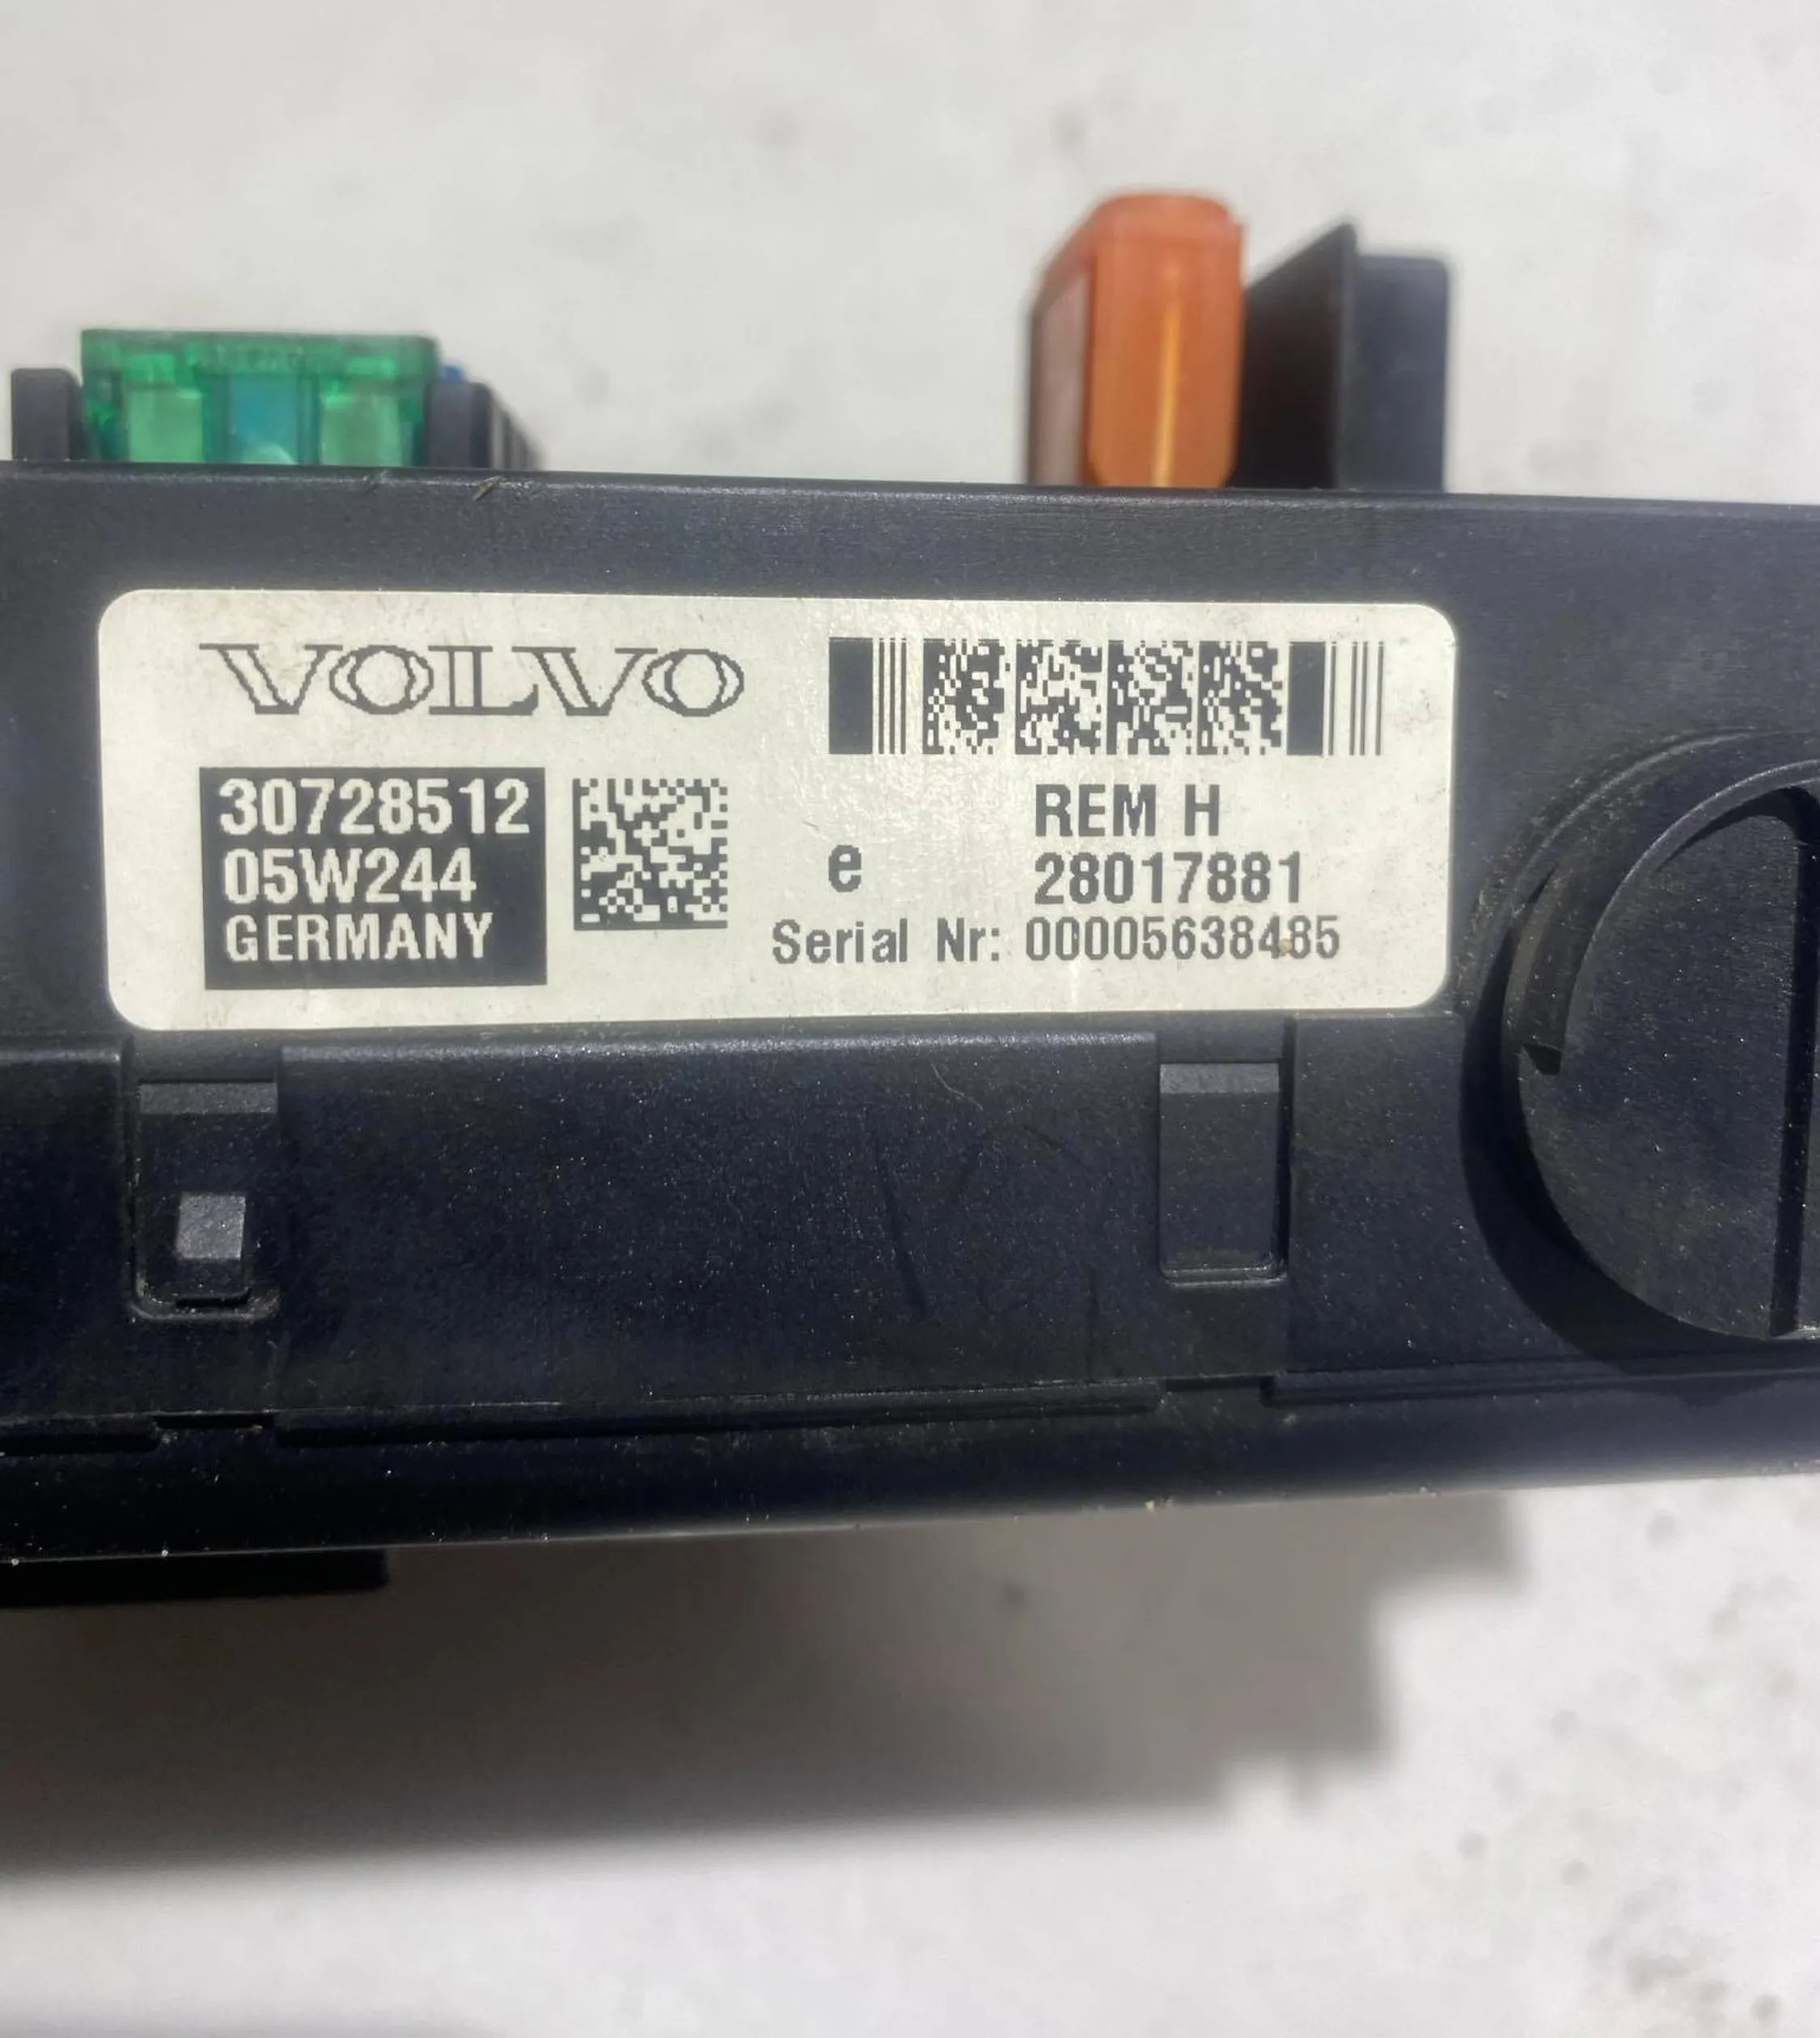 VOLVO
30728512
05W244
GERMANY
REM H
e 28017881
Serial Nr: 00005638485